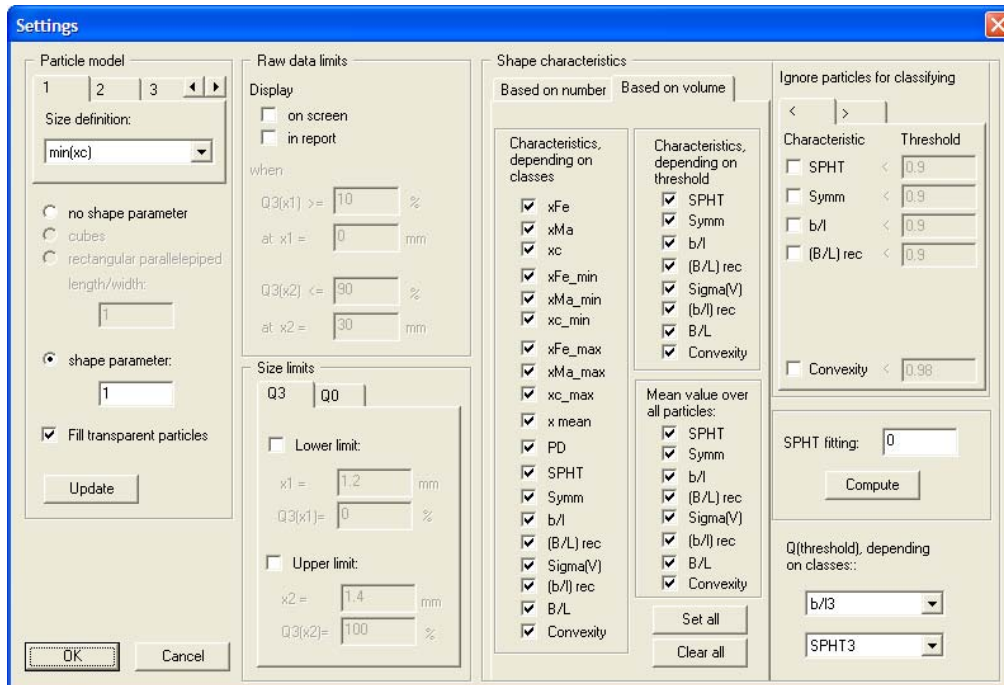 Settings
Particle model
1 2 3
Size definition:
min(xc)
no shape parameter
cubes
rectangular parallelepiped
length/width:
1
shape parameter:
1
Fill transparent particles
Update
OK Cancel
Raw data limits
Display
on screen
in report
when
Q3(x1) >= 10 %
at x1 = 0 mm
Q3(x2) <= 90 %
at x2 = 30 mm
Size limits
Q3 Q0
Lower limit:
x1 = 1.2 mm
Q3(x1)= 0 %
Upper limit:
x2 = 1.4 mm
Q3(x2)= 100 %
Shape characteristics
Based on number Based on volume
Characteristics,
depending on
classes
xFe
xMa
xc
xFe_min
xMa_min
xc_min
xFe_max
xMa_max
xc_max
x mean
PD
SPHT
Symm
b/l
(B/L) rec
Sigma(V)
(b/l) rec
B/L
Convexity
Characteristics,
depending on
threshold
SPHT
Symm
b/l
(B/L) rec
Sigma(V)
(b/l) rec
B/L
Convexity
Mean value over
all particles:
SPHT
Symm
b/l
(B/L) rec
Sigma(V)
(b/l) rec
B/L
Convexity
Set all
Clear all
Ignore particles for classifying
< >
Characteristic Threshold
SPHT < 0.9
Symm < 0.9
b/l < 0.9
(B/L) rec < 0.9
Convexity < 0.98
SPHT fitting: 0
Compute
Q(threshold), depending
on classes::
b/l3
SPHT3